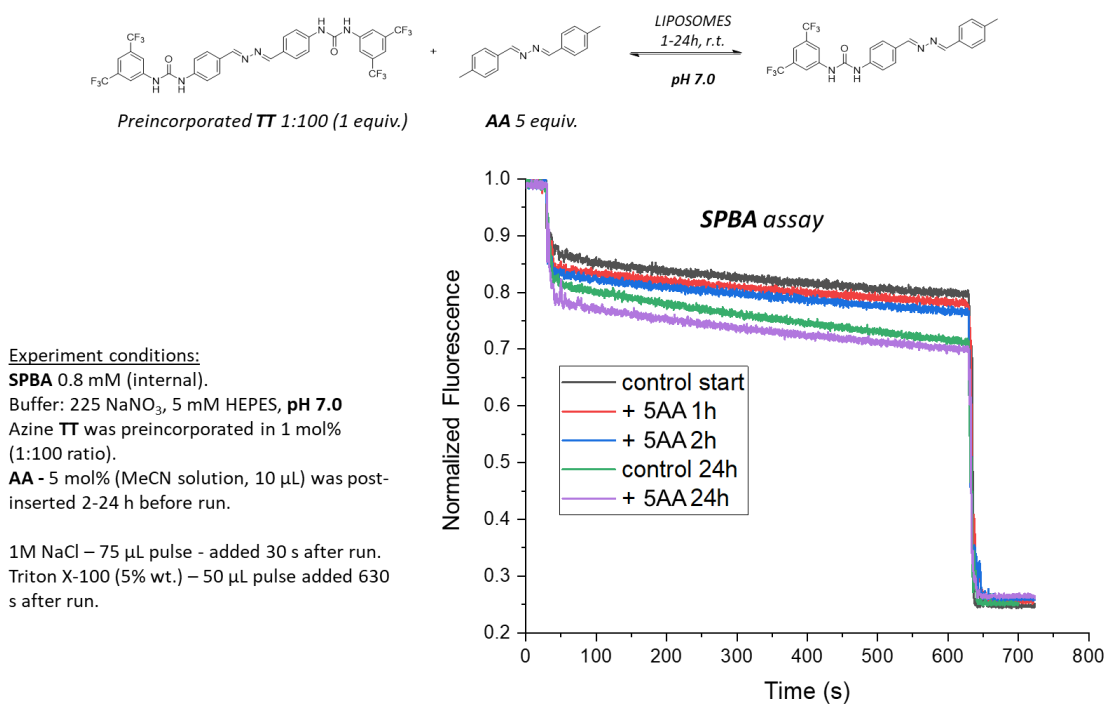 CF₃
F₃C
N
H
N
H
O
N
N
H
N
H
N
O
CF₃
CF₃
+
N
N
LIPOSOMES
1-24h, r.t.
pH 7.0
CF₃
CF₃
N
H
O
N
H
N
N
Preincorporated TT 1:100 (1 equiv.)
AA 5 equiv.
SPBA assay
Normalized Fluorescence
1.0
0.9
0.8
0.7
0.6
0.5
0.4
0.3
0.2
control start
+ 5AA 1h
+ 5AA 2h
control 24h
+ 5AA 24h
0 100 200 300 400 500 600 700 800
Time (s)
Experiment conditions:
SPBA 0.8 mM (internal).
Buffer: 225 NaNO₃, 5 mM HEPES, pH 7.0
Azine TT was preincorporated in 1 mol%
(1:100 ratio).
AA - 5 mol% (MeCN solution, 10 µL) was post-
inserted 2-24 h before run.
1M NaCl – 75 µL pulse - added 30 s after run.
Triton X-100 (5% wt.) – 50 µL pulse added 630
s after run.